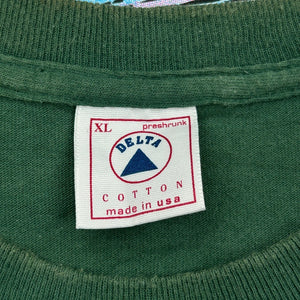 XL preshrunk
DELTA
COTTON
made in usa